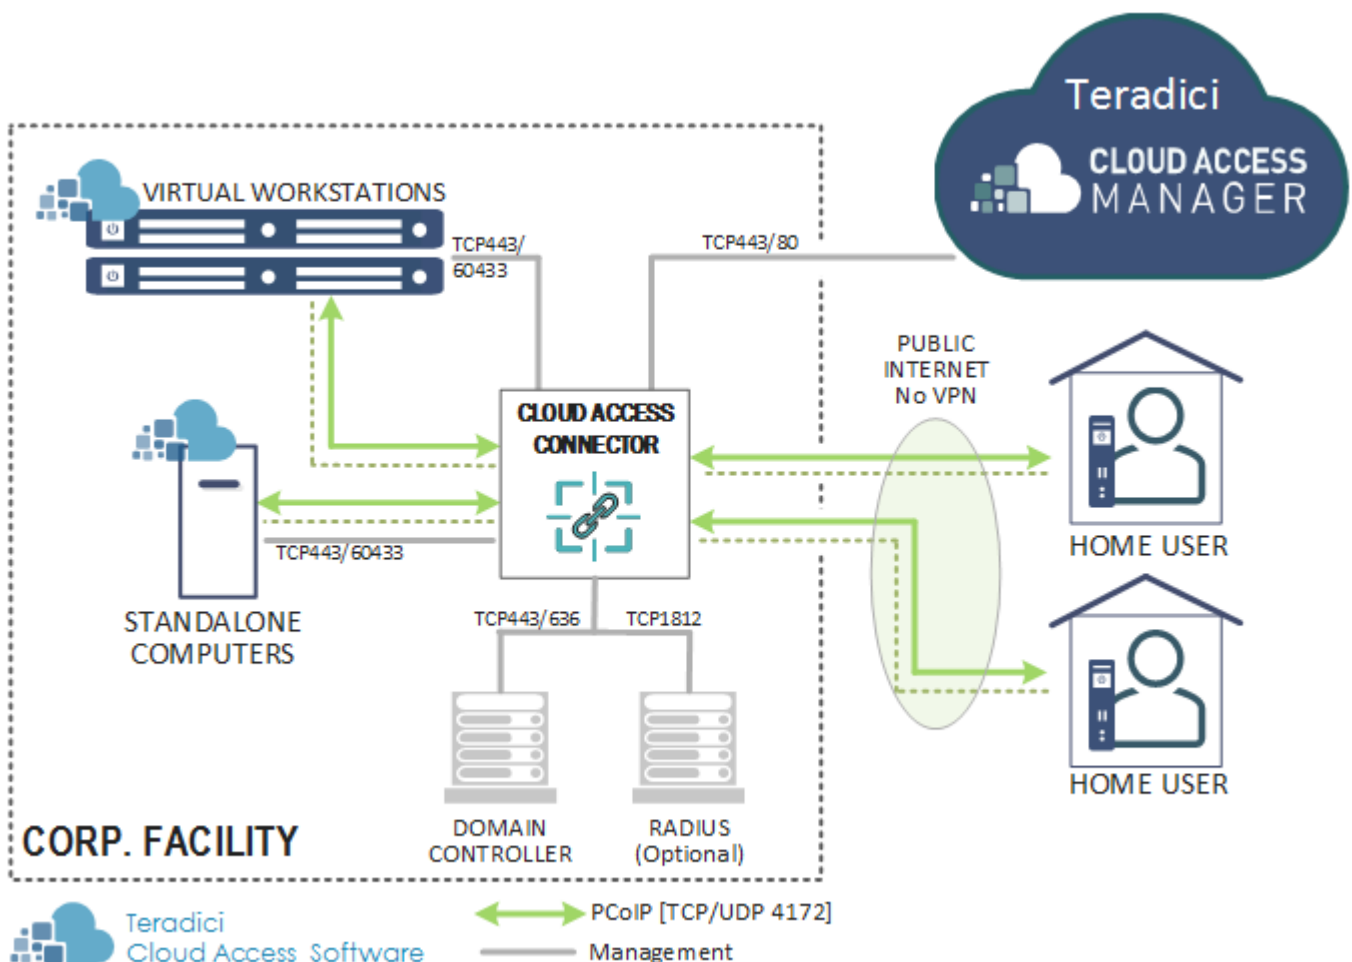 Teradici
CLOUD ACCESS
MANAGER
VIRTUAL WORKSTATIONS
TCP443/
60433
TCP443/80
PUBLIC
INTERNET
No VPN
CLOUD ACCESS
CONNECTOR
HOME USER
TCP443/60433
STANDALONE
COMPUTERS
TCP443/636
TCP1812
HOME USER
DOMAIN
CONTROLLER
RADIUS
(Optional)
CORP. FACILITY
Teradici
Cloud Access Software
PCoIP [TCP/UDP 4172]
Management